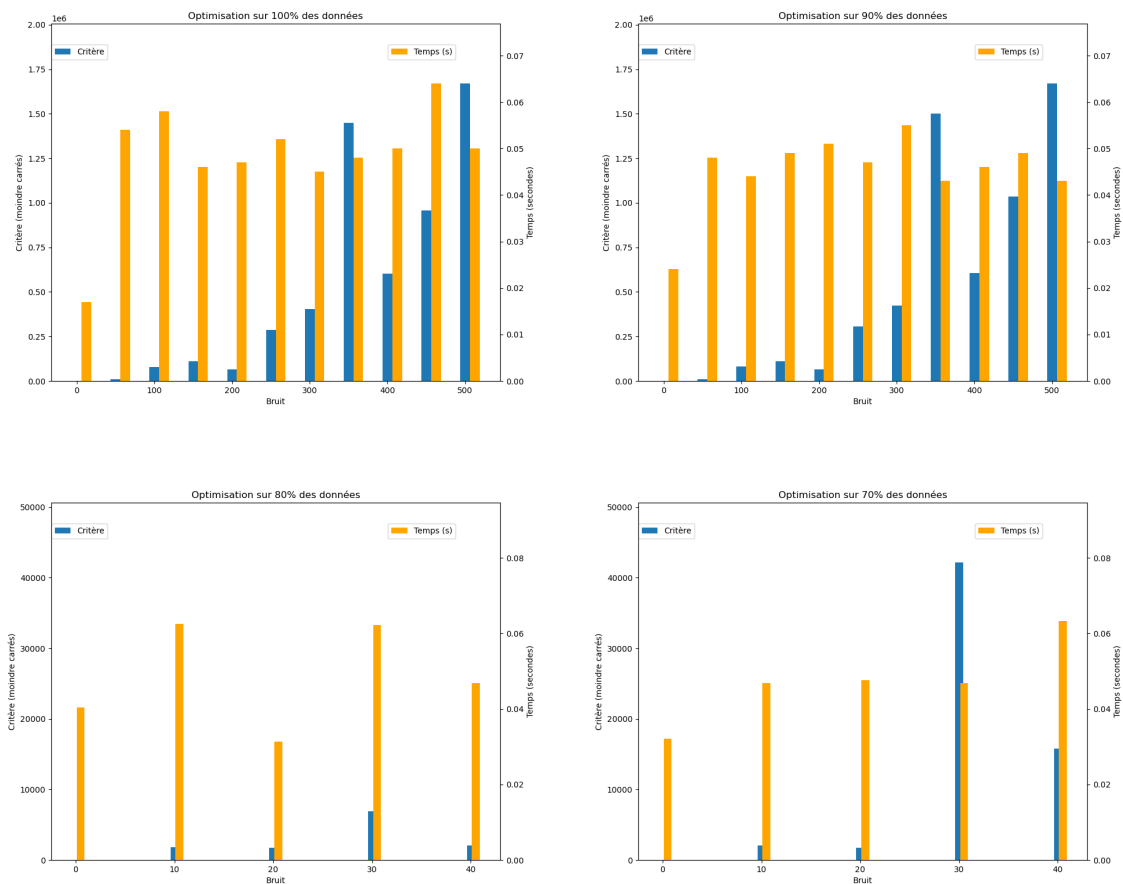 Optimisation sur 100% des données
1e6
Critère
Temps (s)
2.00
1.75
1.50
1.25
1.00
0.75
0.50
0.25
0.00
Critère (moindre carrés)
0.07
0.06
0.05
0.04
0.03
0.02
0.01
0.00
Temps (secondes)
0 100 200 300 400 500
Bruit
Optimisation sur 90% des données
1e6
Critère
Temps (s)
2.00
1.75
1.50
1.25
1.00
0.75
0.50
0.25
0.00
Critère (moindre carrés)
0.07
0.06
0.05
0.04
0.03
0.02
0.01
0.00
Temps (secondes)
0 100 200 300 400 500
Bruit
Optimisation sur 80% des données
Critère
Temps (s)
50000
40000
30000
20000
10000
0
Critère (moindre carrés)
0.08
0.06
0.04
0.02
0.00
Temps (secondes)
0 10 20 30 40
Bruit
Optimisation sur 70% des données
Critère
Temps (s)
50000
40000
30000
20000
10000
0
Critère (moindre carrés)
0.08
0.06
0.04
0.02
0.00
Temps (secondes)
0 10 20 30 40
Bruit